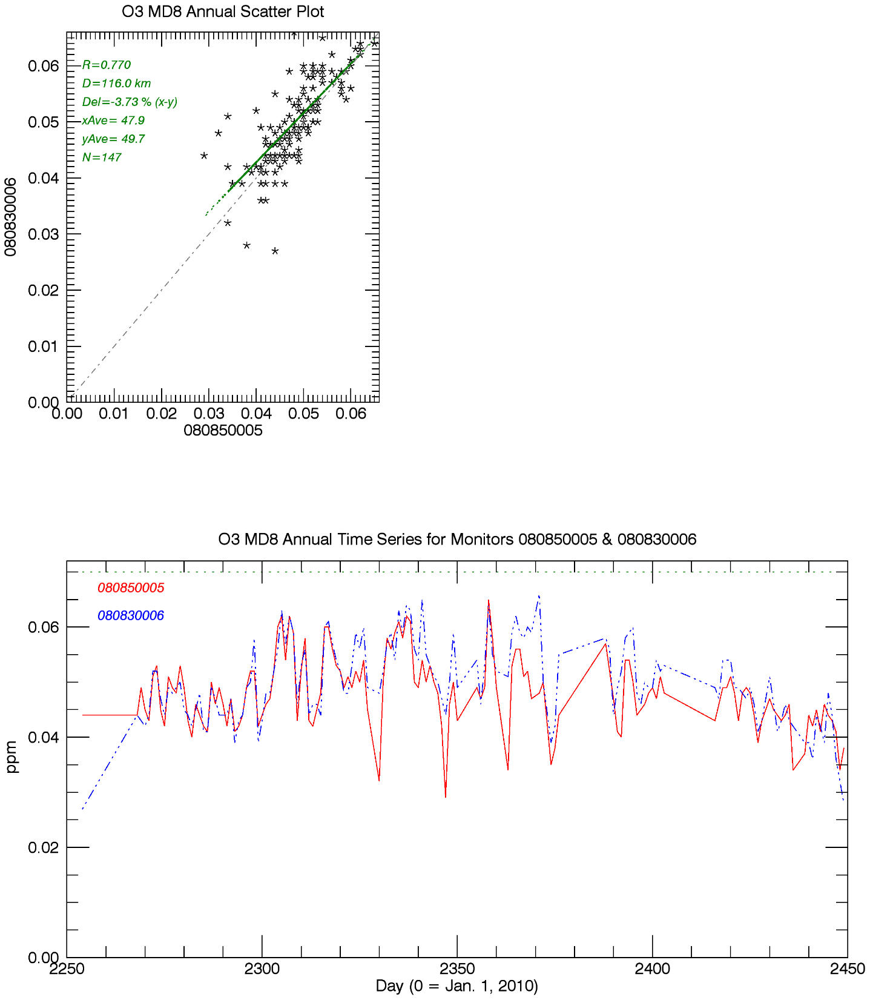 O3 MD8 Annual Scatter Plot
0.06
0.05
0.04
0.03
0.02
0.01
0.00
080830006
R=0.770
D=116.0 km
Del=-3.73 % (x-y)
xAve= 47.9
yAve= 49.7
N=147
0.00 0.01 0.02 0.03 0.04 0.05 0.06
080850005
O3 MD8 Annual Time Series for Monitors 080850005 & 080830006
080850005
080830006
0.06
0.04
0.02
0.00
ppm
2250 2300 2350 2400 2450
Day (0 = Jan. 1, 2010)